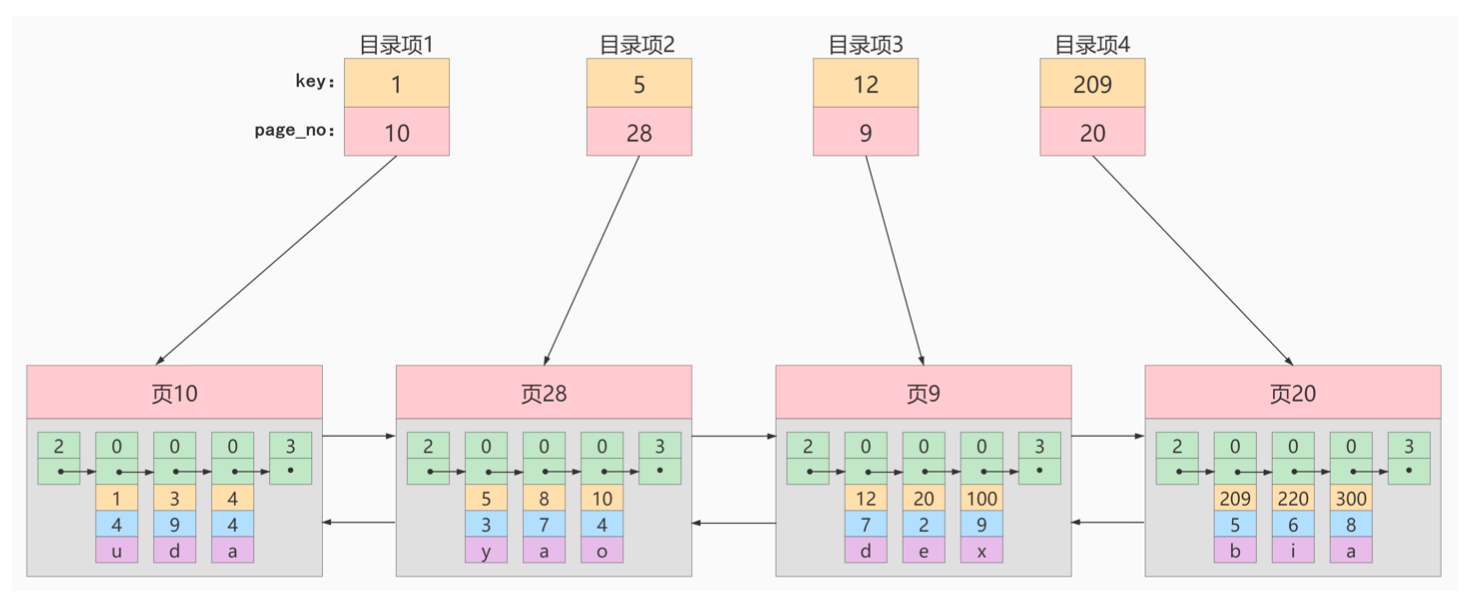 目录项1 目录项2 目录项3 目录项4
key： 1 5 12 209
page_no： 10 28 9 20
页10 页28 页9 页20
2 0 0 0 3 2 0 0 0 3 2 0 0 0 3 2 0 0 0 3
1 3 4 5 8 10 12 20 100 209 220 300
4 9 4 3 7 4 7 2 9 5 6 8
u d a y a o d e x b i a